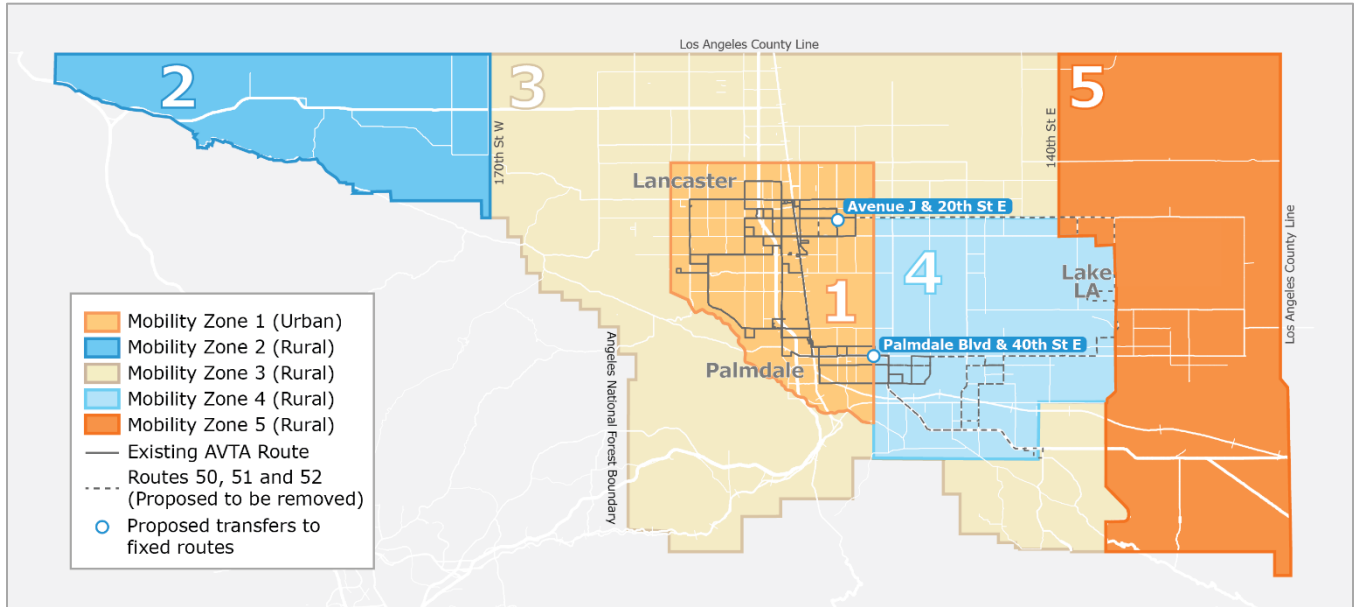 Los Angeles County Line
2
3
5
170th St W
140th St E
Lancaster
Avenue J & 20th St E
4
Lake
LA
1
Los Angeles County Line
Palmdale Blvd & 40th St E
Palmdale
Angeles National Forest Boundary
Mobility Zone 1 (Urban)
Mobility Zone 2 (Rural)
Mobility Zone 3 (Rural)
Mobility Zone 4 (Rural)
Mobility Zone 5 (Rural)
Existing AVTA Route
Routes 50, 51 and 52
(Proposed to be removed)
Proposed transfers to
fixed routes